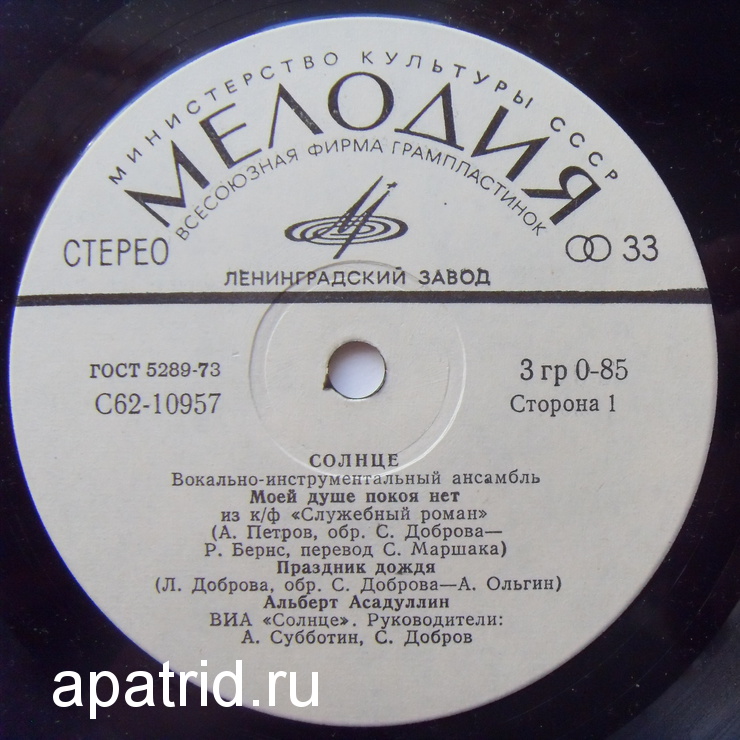 МИНИСТЕРСТВО КУЛЬТУРЫ СССР
МЕЛОДИЯ
ВСЕСОЮЗНАЯ ФИРМА ГРАМПЛАСТИНОК
СТЕРЕО
33
ЛЕНИНГРАДСКИЙ ЗАВОД
ГОСТ 5289-73
3 гр 0-85
С62-10957
Сторона 1
СОЛНЦЕ
Вокально-инструментальный ансамбль
Моей душе покоя нет
из к/ф «Служебный роман»
(А. Петров, обр. С. Доброва—
Р. Бернс, перевод С. Маршака)
Праздник дождя
(Л. Доброва, обр. С. Доброва—А. Ольгин)
Альберт Асадуллин
ВИА «Солнце». Руководители:
А. Субботин, С. Добров
apatrid.ru